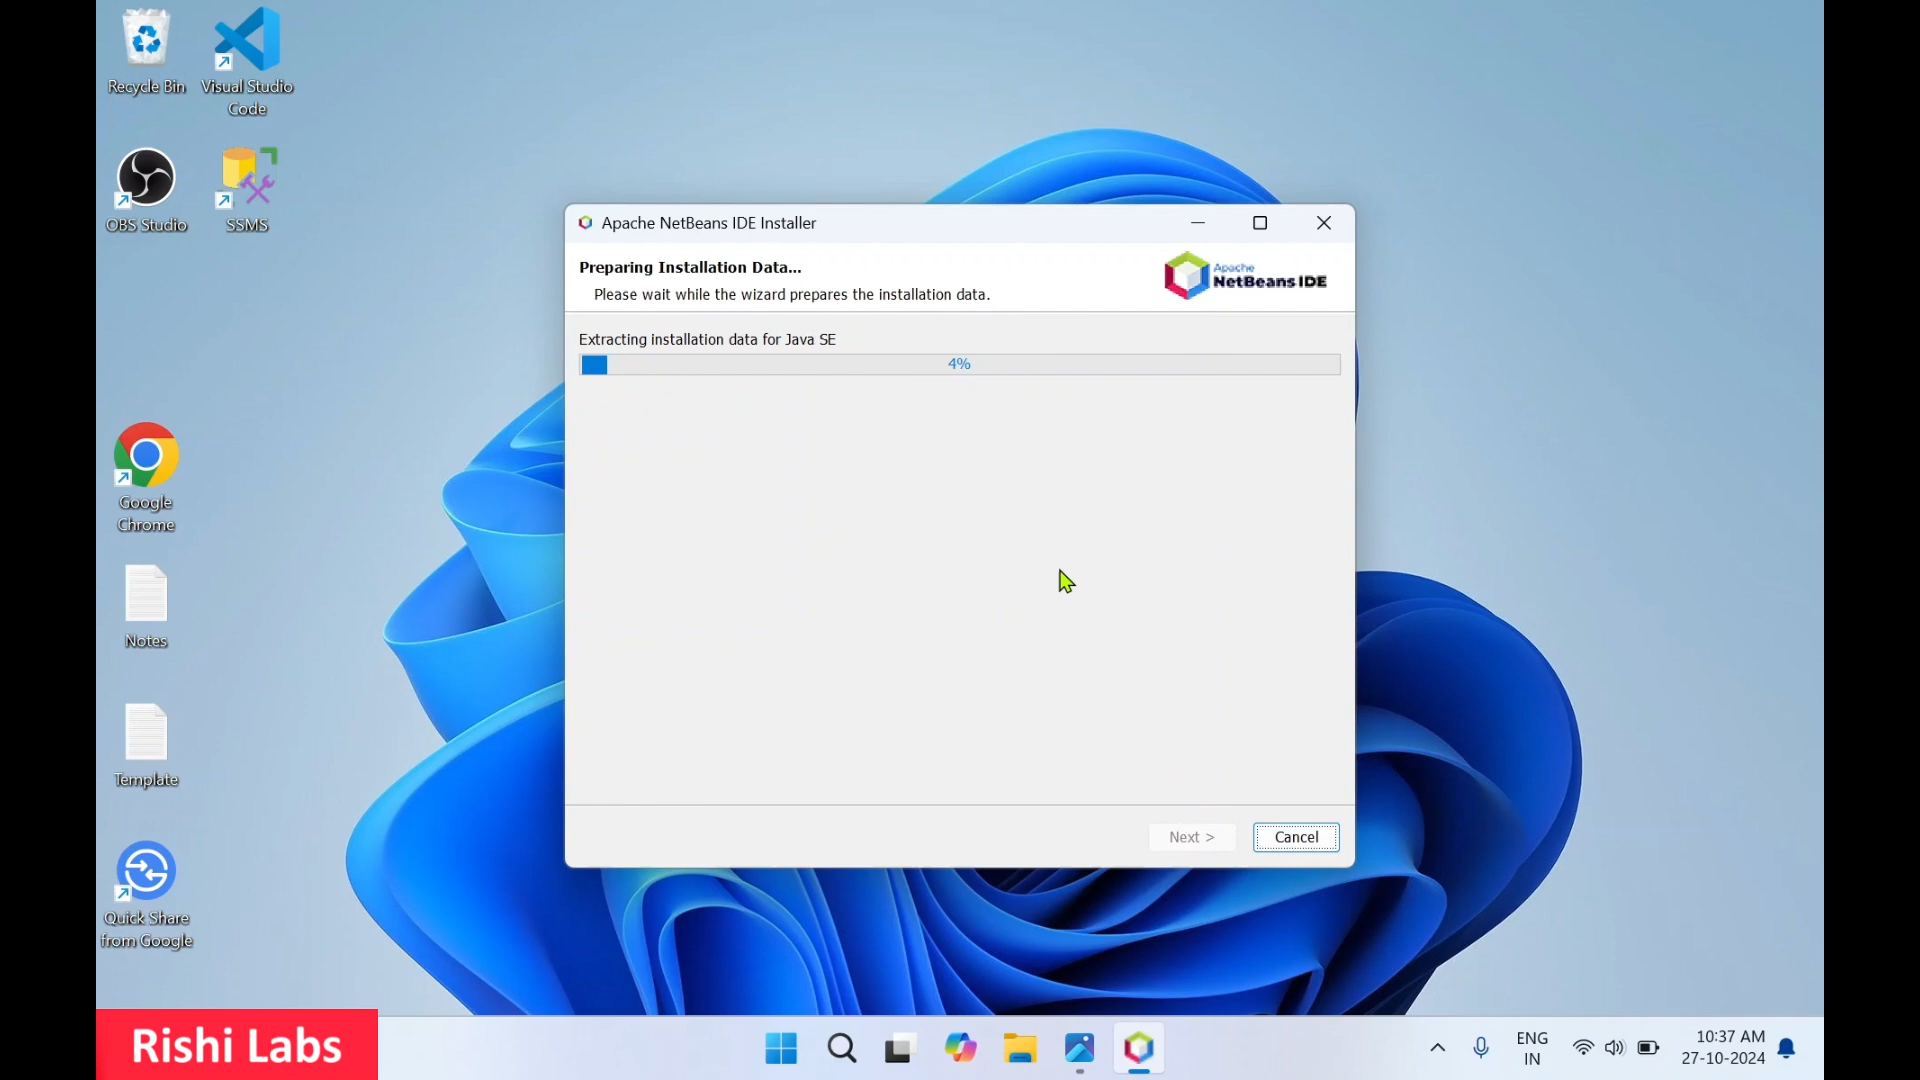 Recycle Bin
Visual Studio
Code
OBS Studio
SSMS
Google
Chrome
Notes
Template
Quick Share
from Google
Apache NetBeans IDE Installer
Preparing Installation Data...
Please wait while the wizard prepares the installation data.
Apache
NetBeans IDE
Extracting installation data for Java SE
4%
Next >
Cancel
Rishi Labs
ENG
IN
10:37 AM
27-10-2024